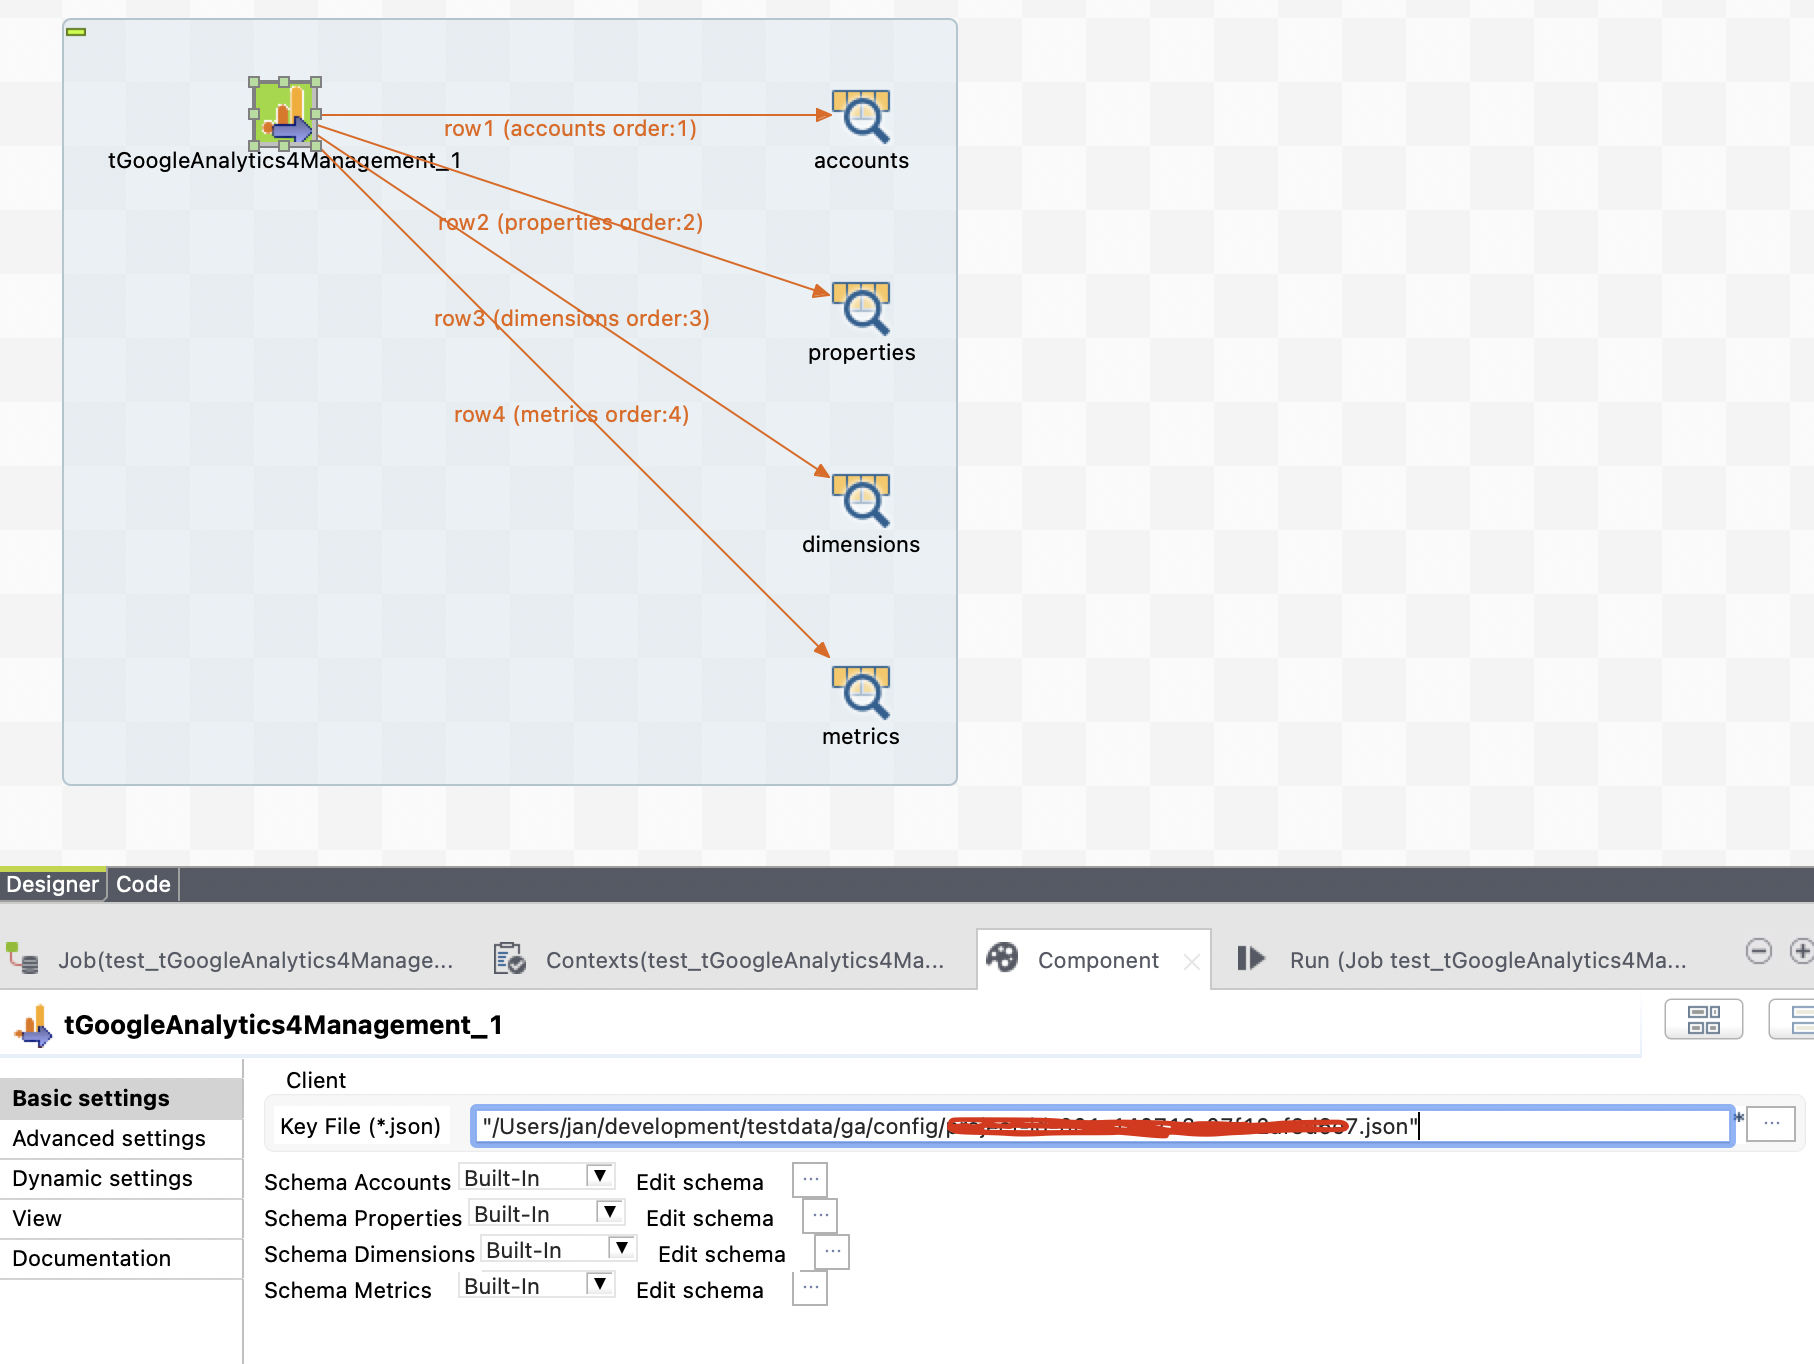 row1 (accounts order:1)
tGoogleAnalytics4Management_1
accounts
row2 (properties order:2)
properties
row3 (dimensions order:3)
row4 (metrics order:4)
dimensions
metrics
Designer
Code
Job(test_tGoogleAnalytics4Manage...
Contexts(test_tGoogleAnalytics4Ma...
Component
Run (Job test_tGoogleAnalytics4Ma...
tGoogleAnalytics4Management_1
Basic settings
Advanced settings
Dynamic settings
View
Documentation
Client
Key File (*.json) "/Users/jan/development/testdata/ga/config/ 7.json" * ...
Schema Accounts Built-In Edit schema ...
Schema Properties Built-In Edit schema ...
Schema Dimensions Built-In Edit schema ...
Schema Metrics Built-In Edit schema ...